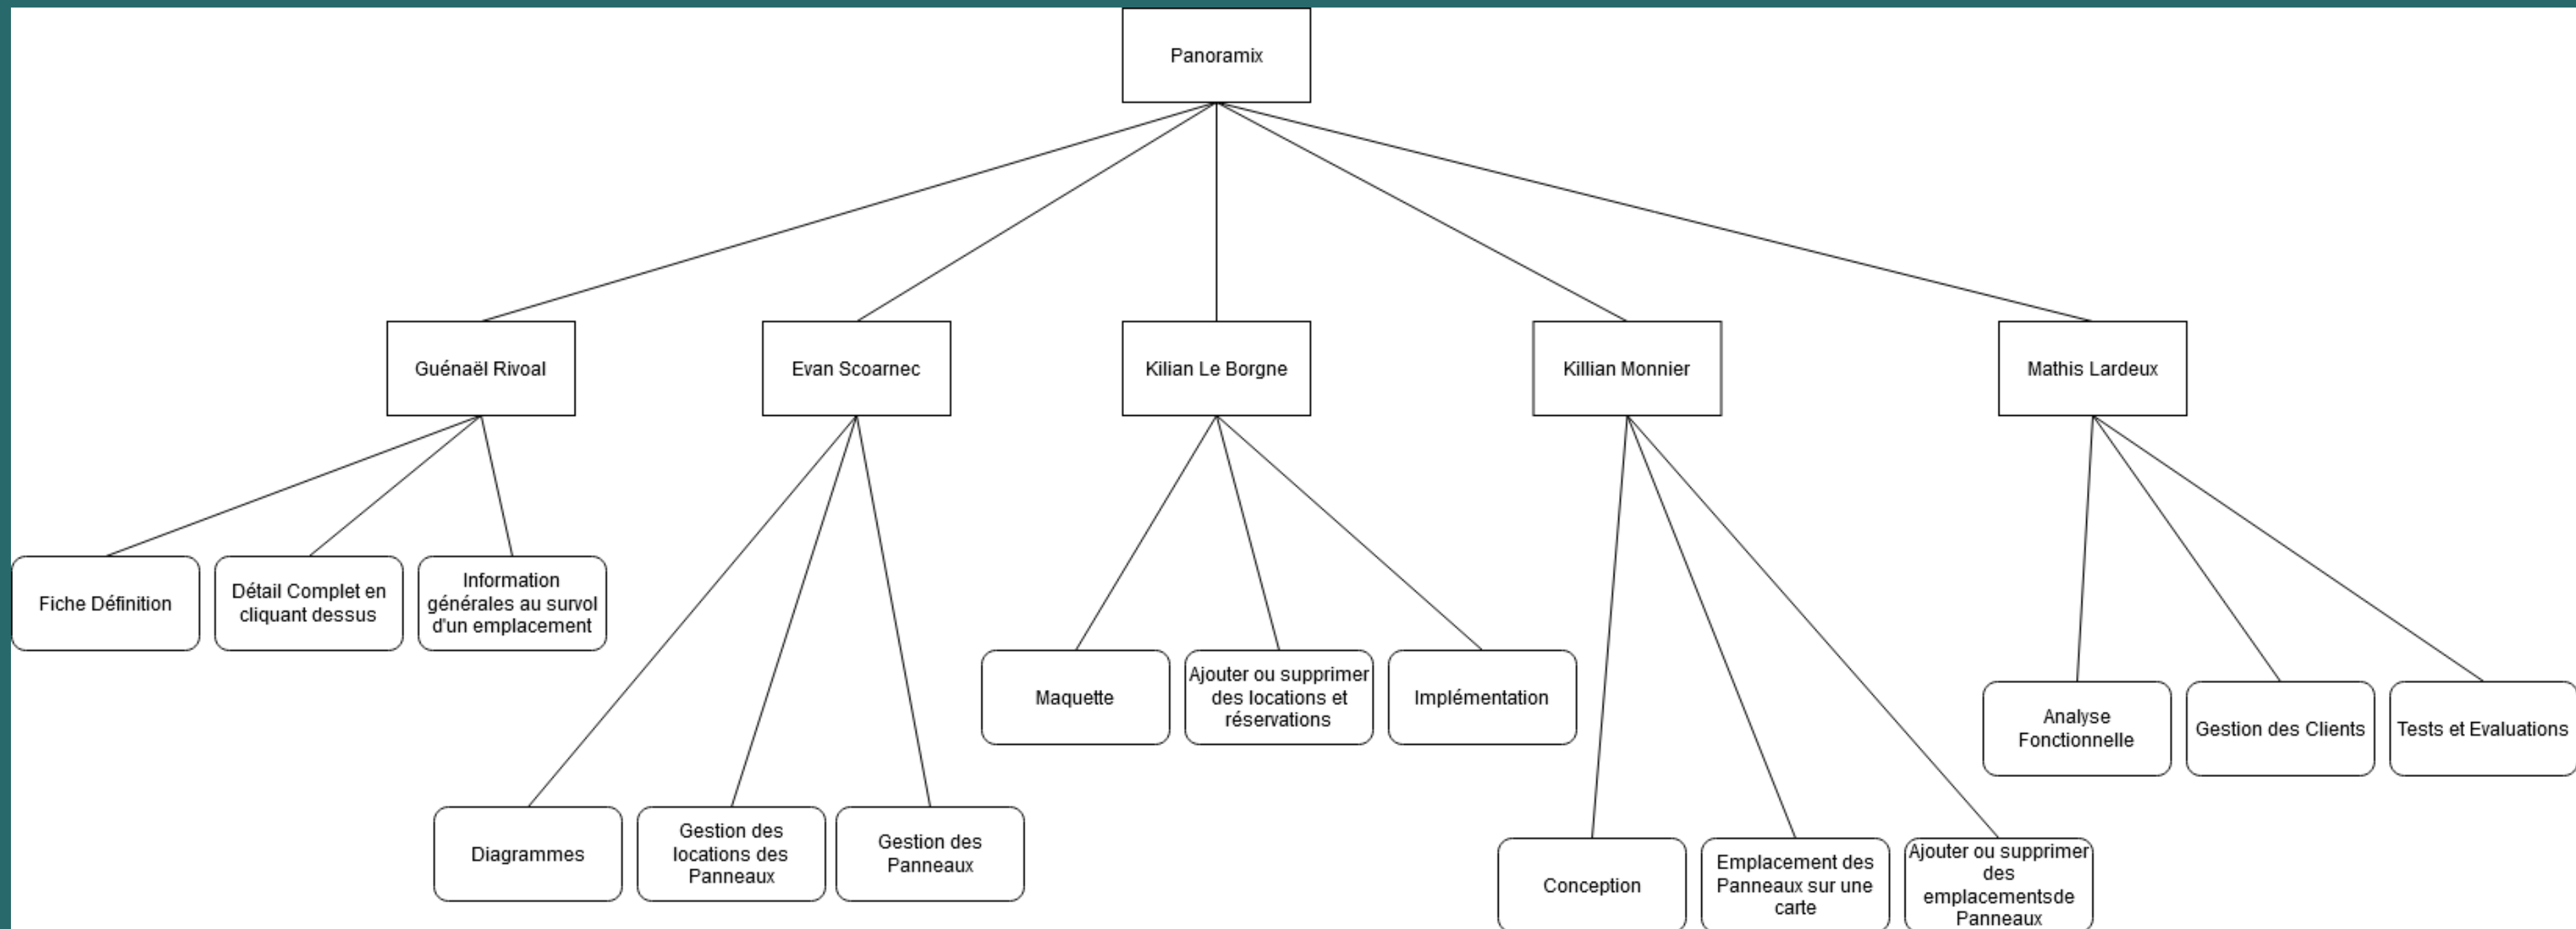 Panoramix
Guénaël Rivoal
Evan Scoarnec
Kilian Le Borgne
Killian Monnier
Mathis Lardeux
Fiche Définition
Détail Complet en
cliquant dessus
Information
générales au survol
d'un emplacement
Diagrammes
Gestion des
locations des
Panneaux
Gestion des
Panneaux
Maquette
Ajouter ou supprimer
des locations et
réservations
Implémentation
Conception
Emplacement des
Panneaux sur une
carte
Ajouter ou supprimer
des
emplacementsde
Panneaux
Analyse
Fonctionnelle
Gestion des Clients
Tests et Evaluations